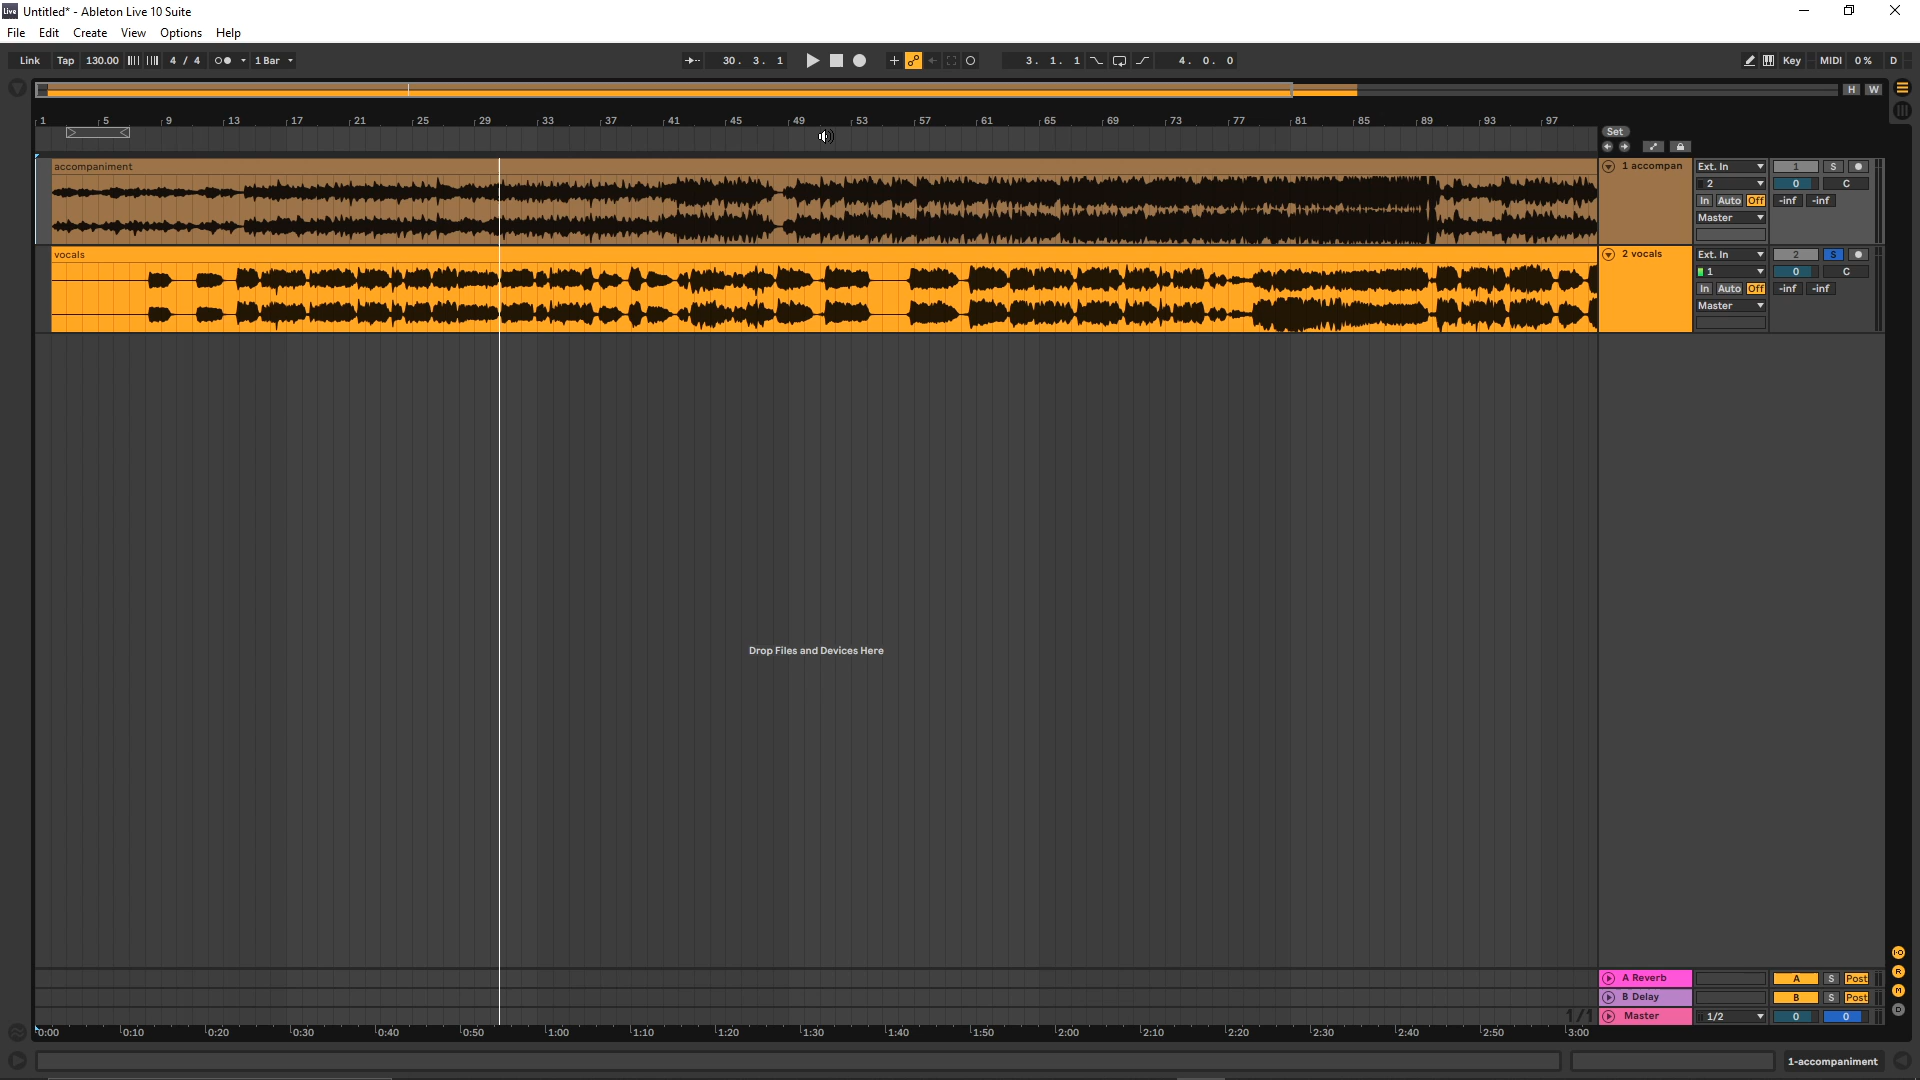 Live Untitled* - Ableton Live 10 Suite
File Edit Create View Options Help
Link Tap 130.00 4 / 4 1 Bar 30. 3. 1 3. 1. 1 4. 0. 0 Key MIDI 0 % D
H W
1 5 9 13 17 21 25 29 33 37 41 45 49 53 57 61 65 69 73 77 81 85 89 93 97
Set
accompaniment 1 accompan Ext. In 1 S
2 0 C
In Auto Off -inf -inf
Master
vocals 2 vocals Ext. In 2 S
1 0 C
In Auto Off -inf -inf
Master
Drop Files and Devices Here
I-O
R
M
D
A Reverb A S Post
B Delay B S Post
1/1 Master 1/2 0 0
0:00 0:10 0:20 0:30 0:40 0:50 1:00 1:10 1:20 1:30 1:40 1:50 2:00 2:10 2:20 2:30 2:40 2:50 3:00
1-accompaniment